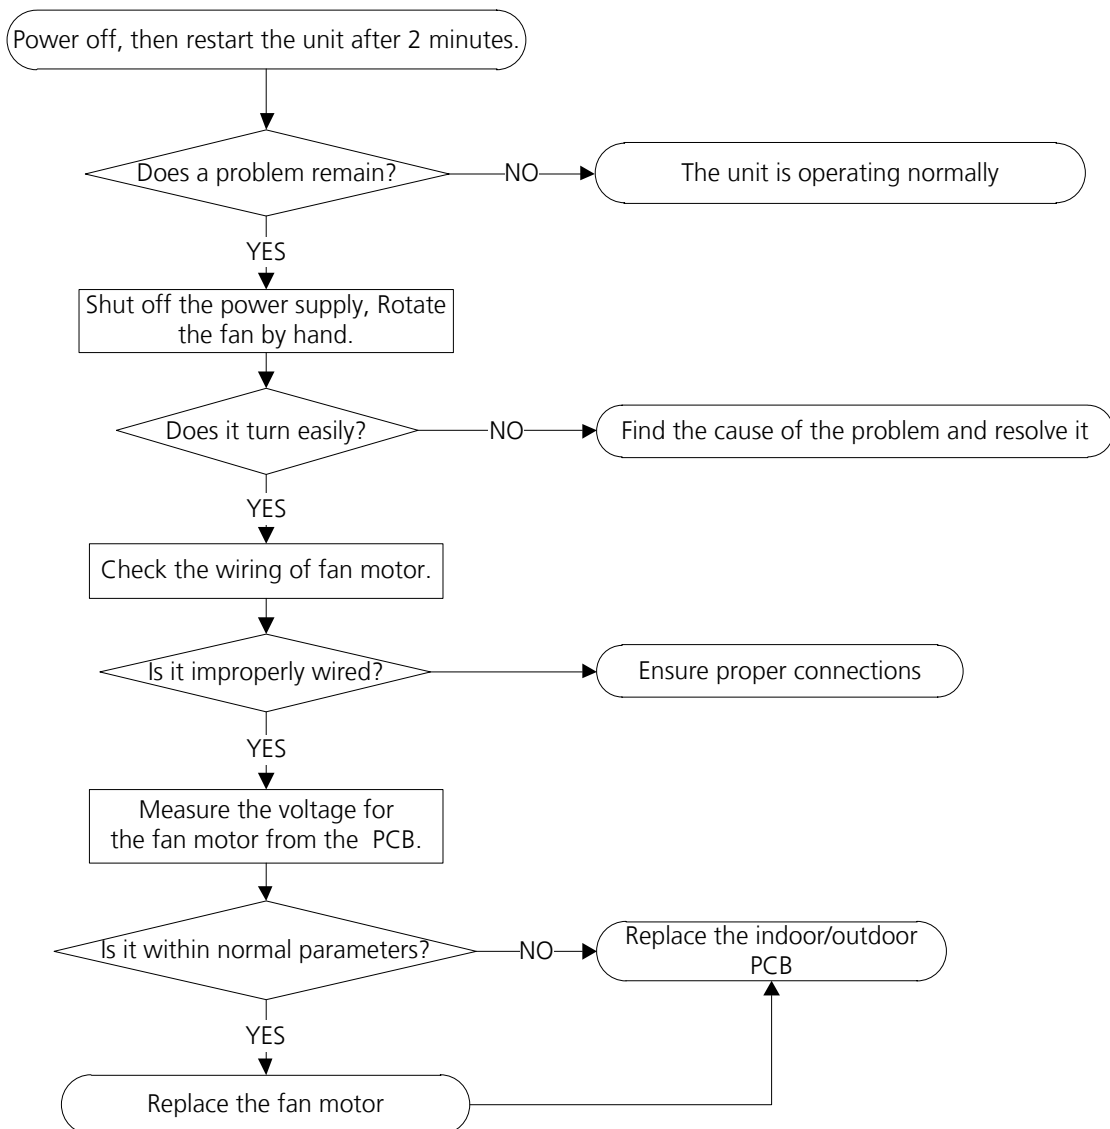 Power off, then restart the unit after 2 minutes.
Does a problem remain?
NO
The unit is operating normally
YES
Shut off the power supply, Rotate
the fan by hand.
Does it turn easily?
NO
Find the cause of the problem and resolve it
YES
Check the wiring of fan motor.
Is it improperly wired?
Ensure proper connections
YES
Measure the voltage for
the fan motor from the PCB.
Is it within normal parameters?
NO
Replace the indoor/outdoor
PCB
YES
Replace the fan motor